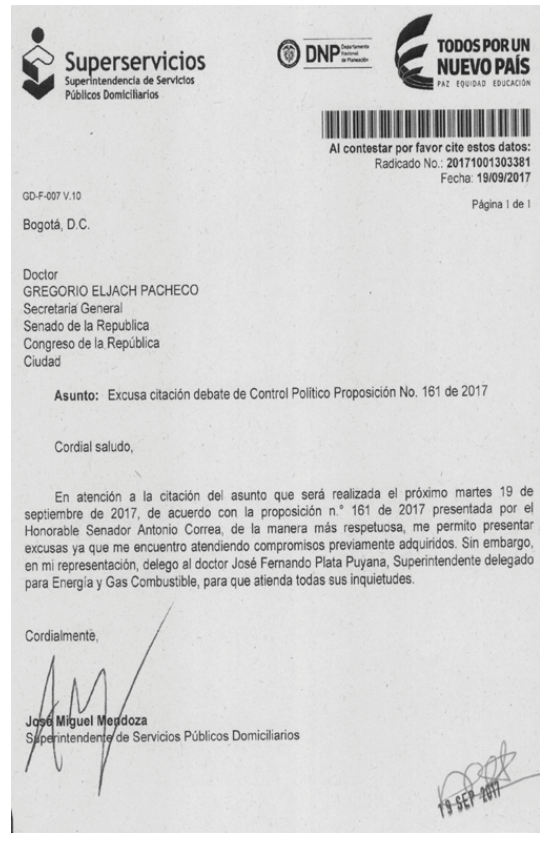 Superservicios
Superintendencia de Servicios
Públicos Domiciliarios
DNP Departamento
Nacional
de Planeación
TODOS POR UN
NUEVO PAÍS
PAZ EQUIDAD EDUCACIÓN
Al contestar por favor cite estos datos:
Radicado No.: 20171001303381
Fecha: 19/09/2017
GD-F-007 V.10
Página 1 de 1
Bogotá, D.C.
Doctor
GREGORIO ELJACH PACHECO
Secretaria General
Senado de la Republica
Congreso de la República
Ciudad
Asunto: Excusa citación debate de Control Político Proposición No. 161 de 2017
Cordial saludo,
En atención a la citación del asunto que será realizada el próximo martes 19 de
septiembre de 2017, de acuerdo con la proposición n.° 161 de 2017 presentada por el
Honorable Senador Antonio Correa, de la manera más respetuosa, me permito presentar
excusas ya que me encuentro atendiendo compromisos previamente adquiridos. Sin embargo,
en mi representación, delego al doctor José Fernando Plata Puyana, Superintendente delegado
para Energía y Gas Combustible, para que atienda todas sus inquietudes.
Cordialmente,
José Miguel Mendoza
Superintendente de Servicios Públicos Domiciliarios
19 SEP 2017